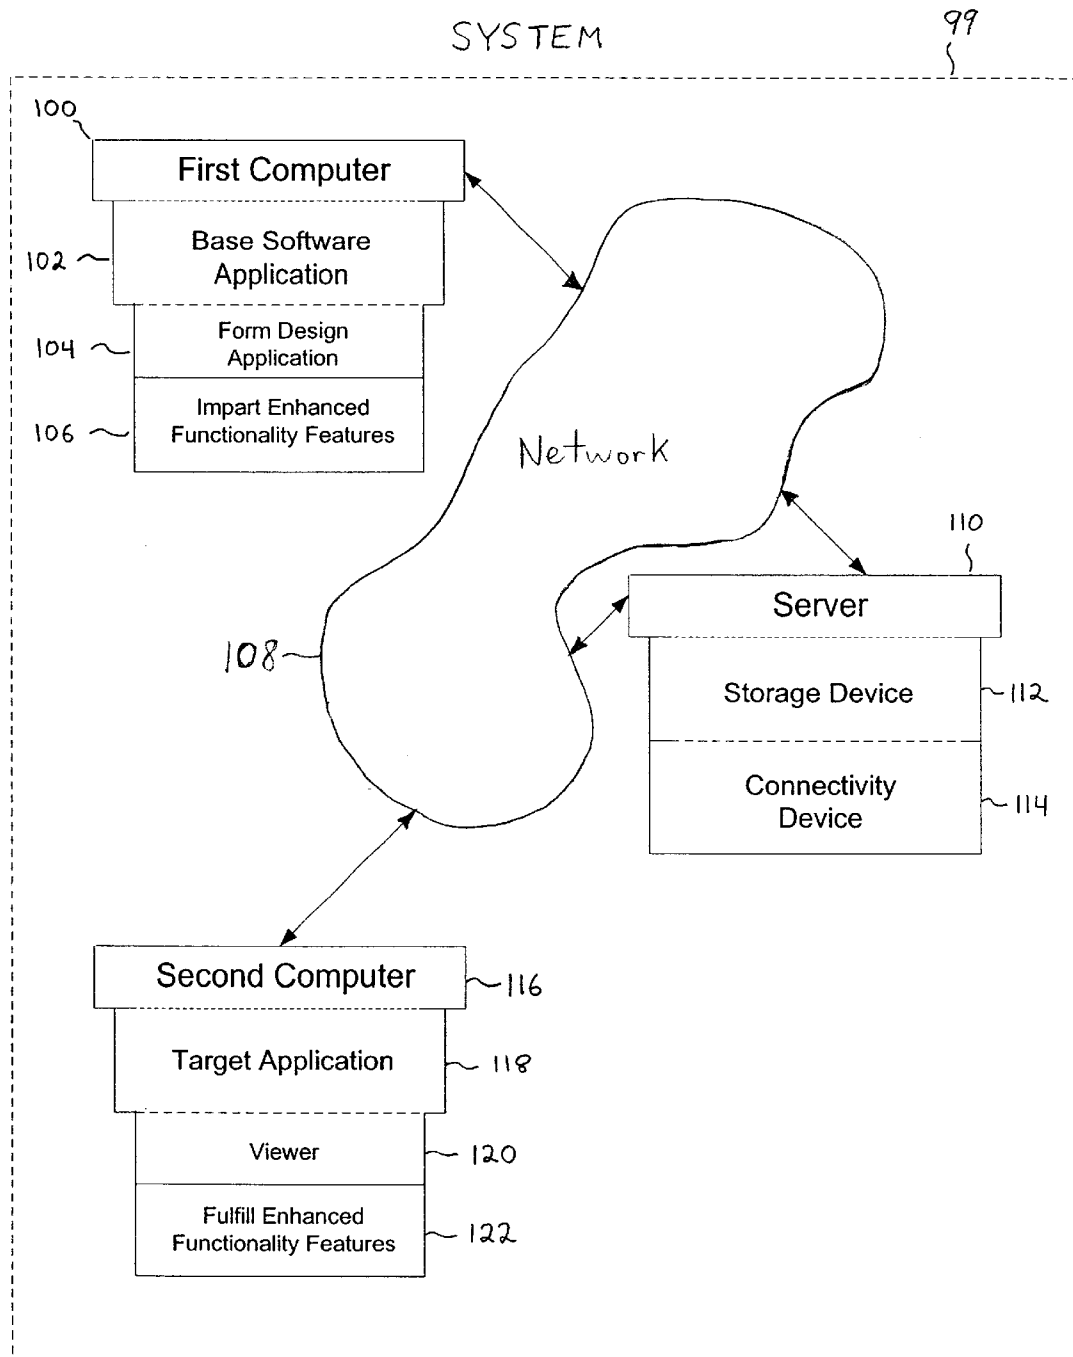 SYSTEM
99
100
First Computer
102
Base Software
Application
104
Form Design
Application
106
Impart Enhanced
Functionality Features
Network
110
Server
108
Storage Device
112
Connectivity
Device
114
Second Computer
116
Target Application
118
Viewer
120
Fulfill Enhanced
Functionality Features
122